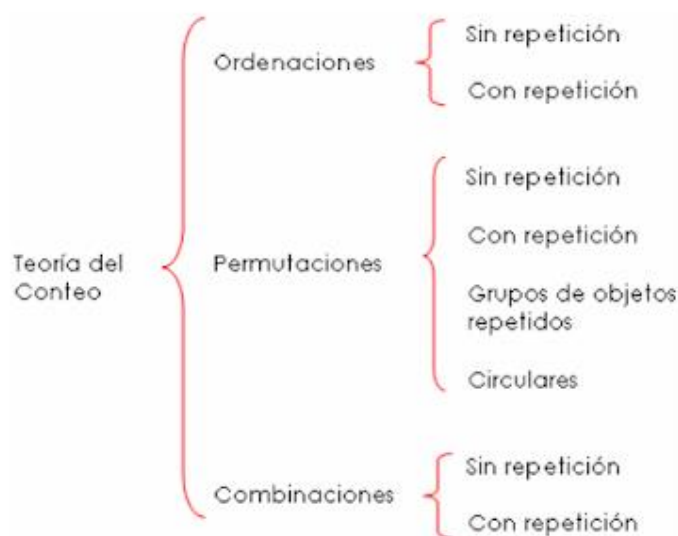 Ordenaciones
Sin repetición
Con repetición
Teoría del
Conteo
Permutaciones
Sin repetición
Con repetición
Grupos de objetos
repetidos
Circulares
Combinaciones
Sin repetición
Con repetición